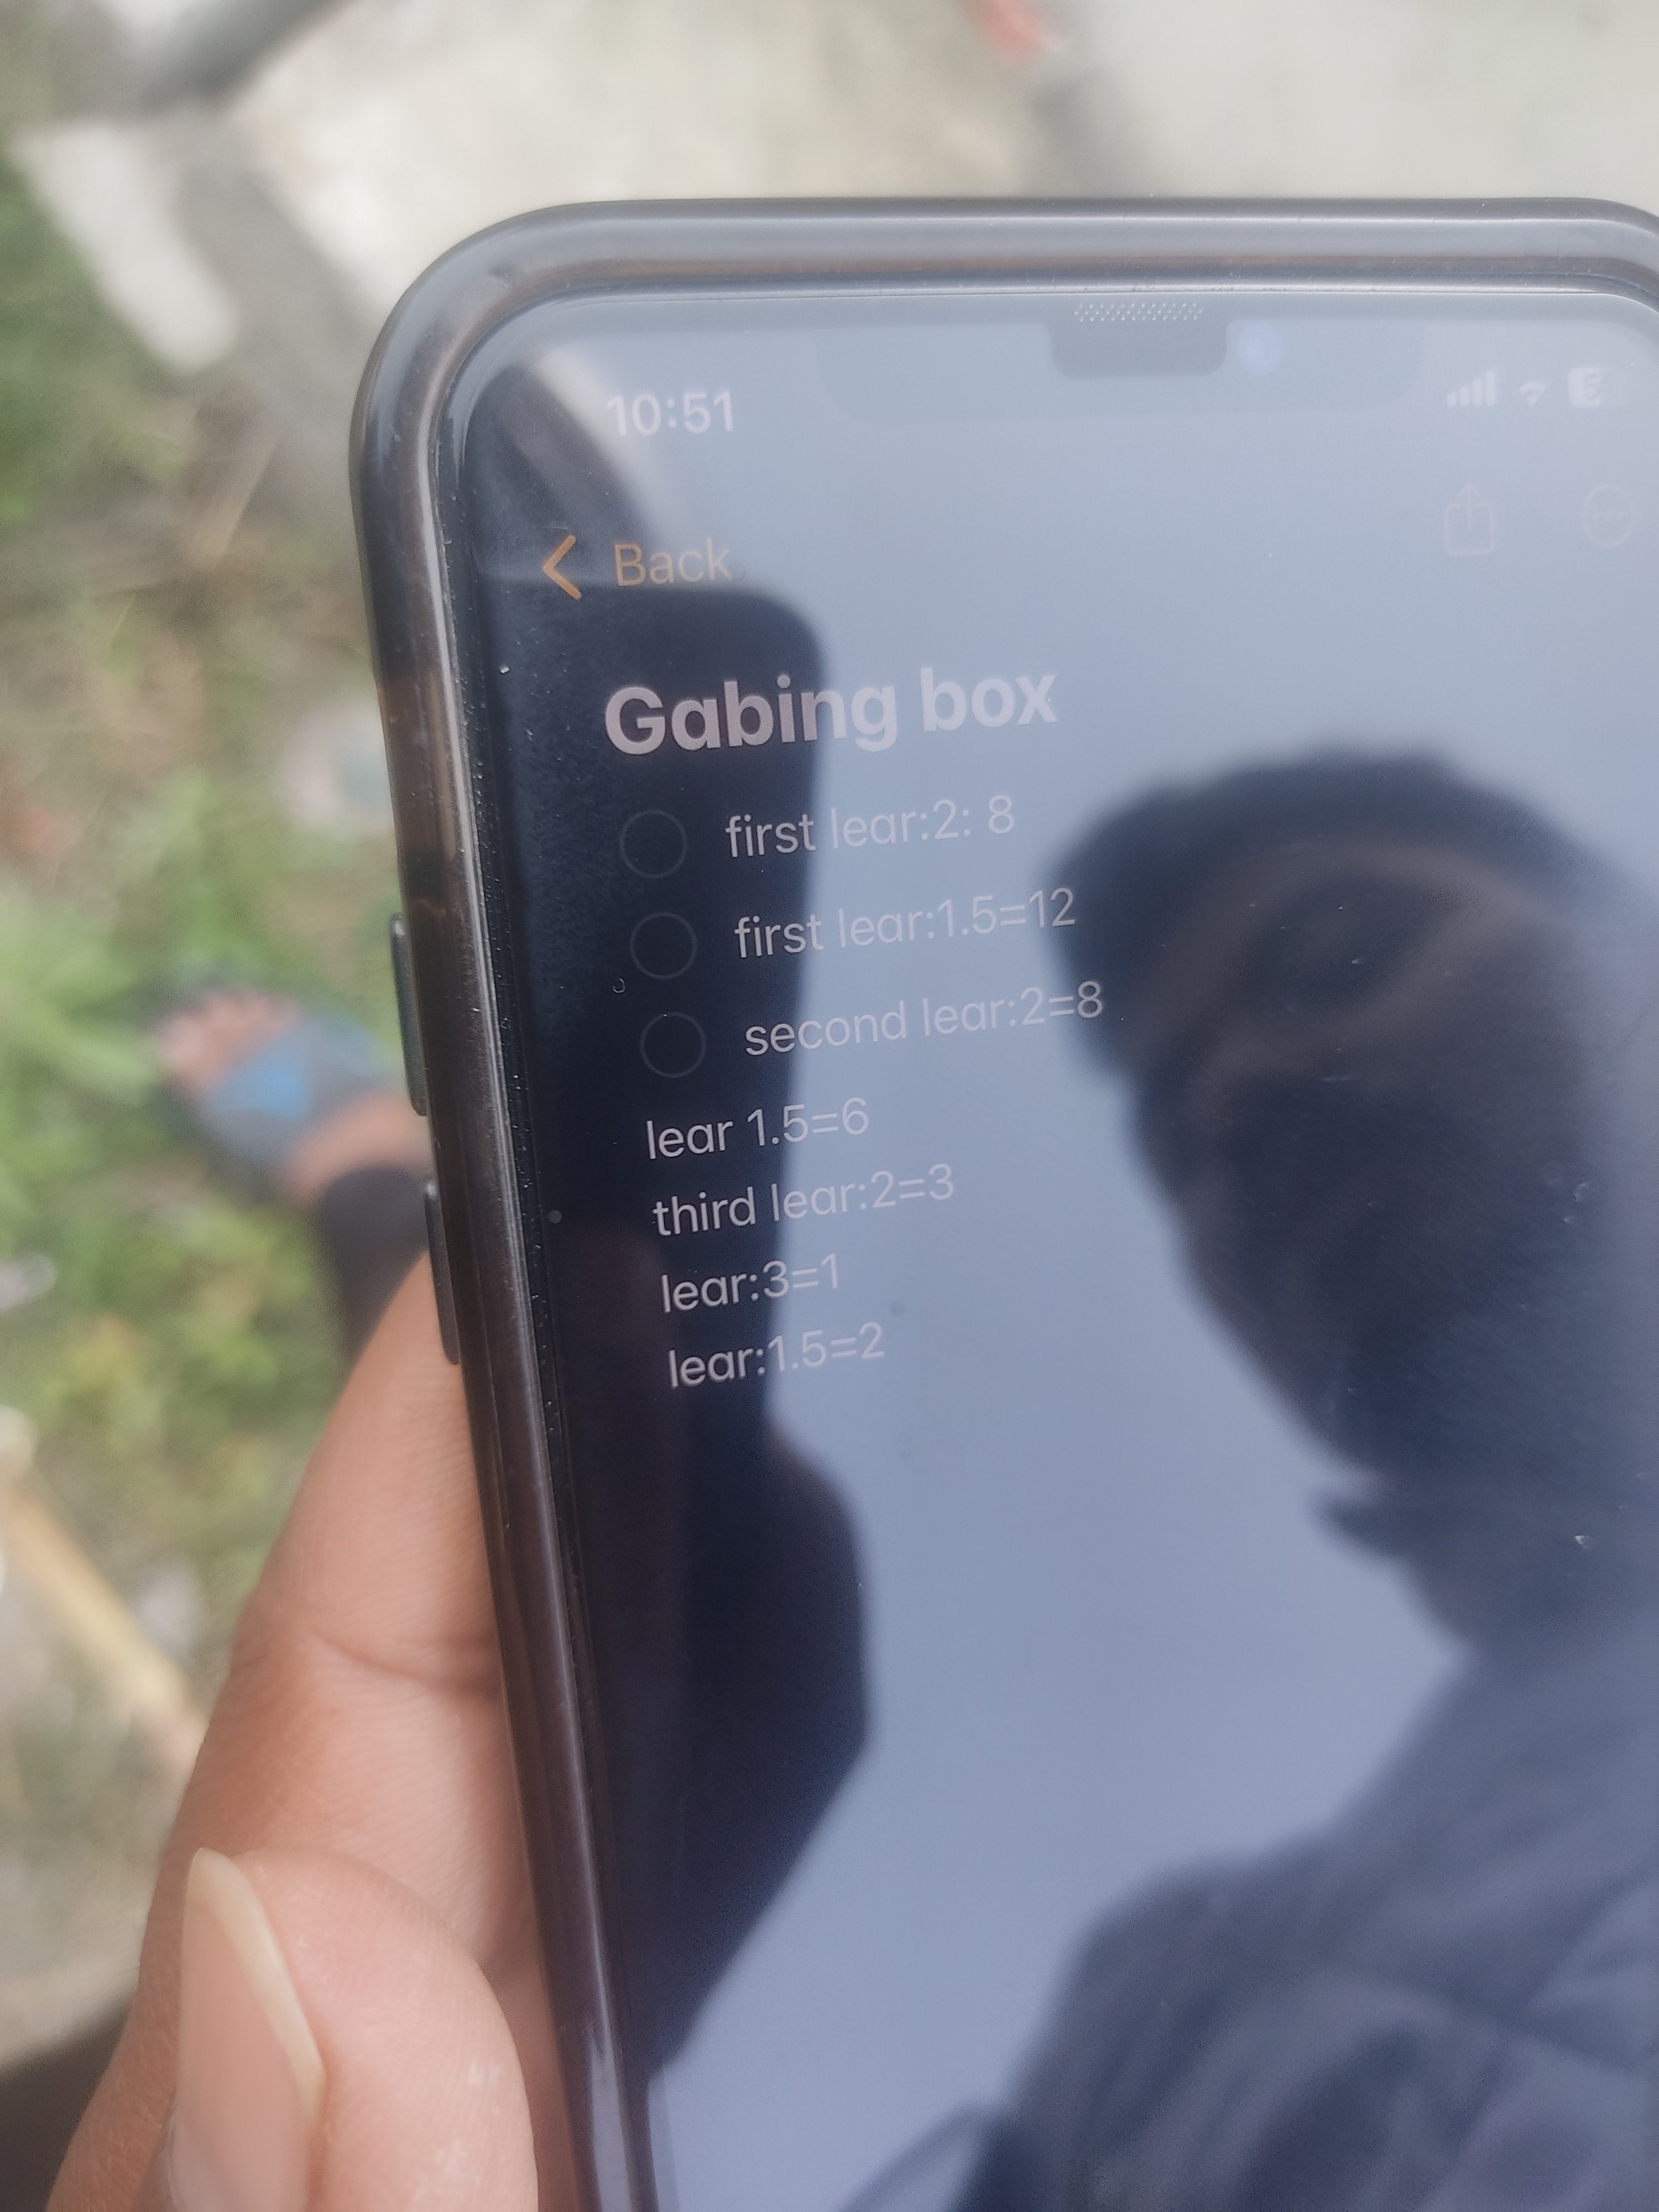 10:51
Back
Gabing box
first lear:2: 8
first lear:1.5=12
second lear:2=8
lear 1.5=6
third lear:2=3
lear:3=1
lear:1.5=2